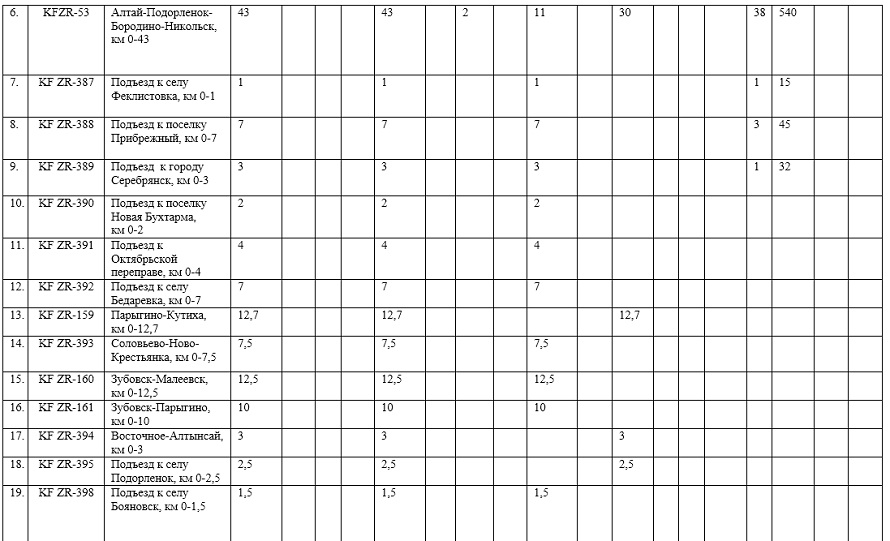 6. KFZR-53 Алтай-Подорленок- 43 43 2 11 30 38 540
Бородино-Никольск,
км 0-43
7. KF ZR-387 Подъезд к селу 1 1 1 1 15
Феклистовка, км 0-1
8. KF ZR-388 Подъезд к поселку 7 7 7 3 45
Прибрежный, км 0-7
9. KF ZR-389 Подъезд к городу 3 3 3 1 32
Серебрянск, км 0-3
10. KF ZR-390 Подъезд к поселку 2 2 2
Новая Бухтарма,
км 0-2
11. KF ZR-391 Подъезд к 4 4 4
Октябрьской
переправе, км 0-4
12. KF ZR-392 Подъезд к селу 7 7 7
Бедаревка, км 0-7
13. KF ZR-159 Парыгино-Кутиха, 12,7 12,7 12,7
км 0-12,7
14. KF ZR-393 Соловьево-Ново- 7,5 7,5 7,5
Крестьянка, км 0-7,5
15. KF ZR-160 Зубовск-Малеевск, 12,5 12,5 12,5
км 0-12,5
16. KF ZR-161 Зубовск-Парыгино, 10 10 10
км 0-10
17. KF ZR-394 Восточное-Алтынсай, 3 3 3
км 0-3
18. KF ZR-395 Подъезд к селу 2,5 2,5 2,5
Подорленок, км 0-2,5
19. KF ZR-398 Подъезд к селу 1,5 1,5 1,5
Бояновск, км 0-1,5